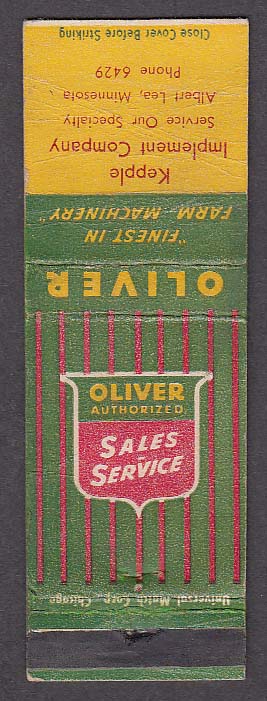 Kepple
Implement Company
Service Our Specialty
Albert Lea, Minnesota
Phone 6429
Close Cover Before Striking
OLIVER
"FINEST IN
FARM MACHINERY"
OLIVER
AUTHORIZED
SALES
SERVICE
Universal Match Corp., Chicago